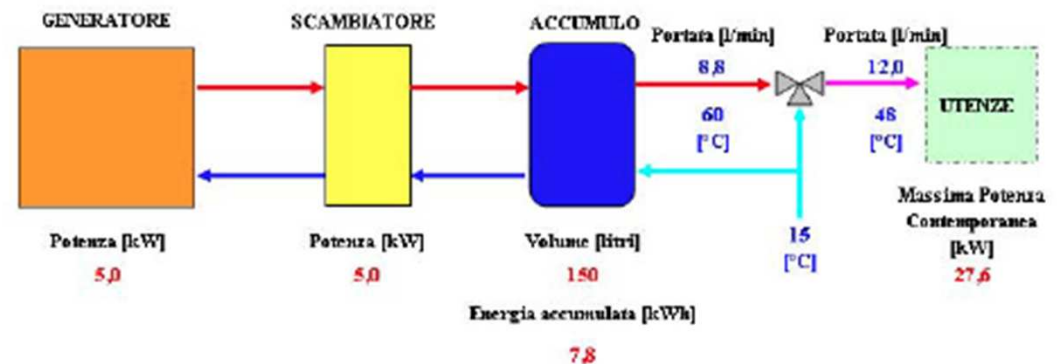 GENERATORE
SCAMBIATORE
ACCUMULO
Portata [l/min]
8,8
60
[°C]
Portata [l/min]
12,0
48
[°C]
UTENZE
15
[°C]
Potenza [kW]
5,0
Potenza [kW]
5,0
Volume [litri]
150
Energia accumulata [kWh]
7,8
Massima Potenza
Contemporanea
[kW]
27,6